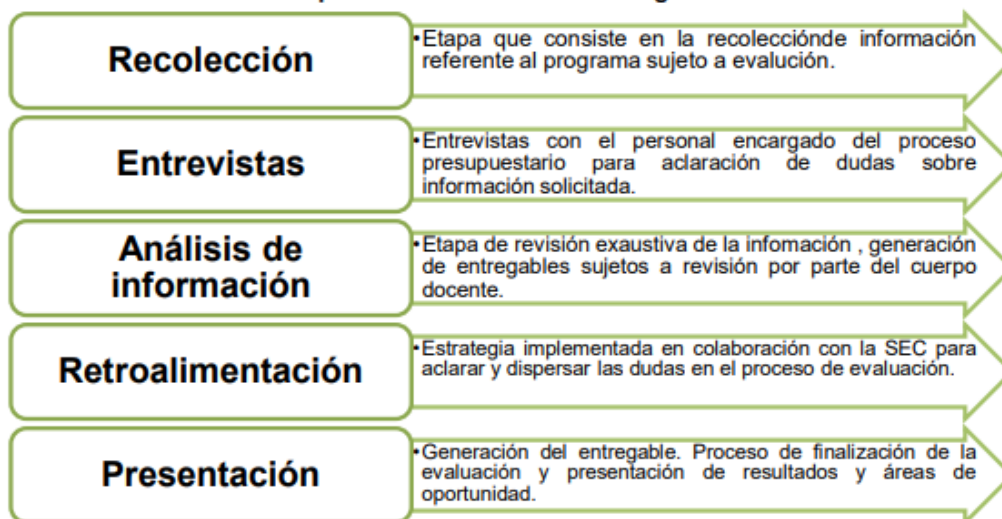 Recolección
•Etapa que consiste en la recolecciónde información
referente al programa sujeto a evalución.
Entrevistas
•Entrevistas con el personal encargado del proceso
presupuestario para aclaración de dudas sobre
información solicitada.
Análisis de
información
•Etapa de revisión exaustiva de la infomación , generación
de entregables sujetos a revisión por parte del cuerpo
docente.
Retroalimentación
•Estrategia implementada en colaboración con la SEC para
aclarar y dispersar las dudas en el proceso de evaluación.
Presentación
•Generación del entregable. Proceso de finalización de la
evaluación y presentación de resultados y áreas de
oportunidad.